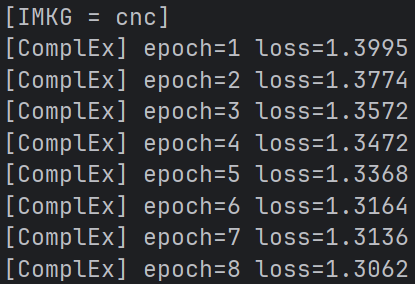 [IMKG = cnc]
[ComplEx] epoch=1 loss=1.3995
[ComplEx] epoch=2 loss=1.3774
[ComplEx] epoch=3 loss=1.3572
[ComplEx] epoch=4 loss=1.3472
[ComplEx] epoch=5 loss=1.3368
[ComplEx] epoch=6 loss=1.3164
[ComplEx] epoch=7 loss=1.3136
[ComplEx] epoch=8 loss=1.3062